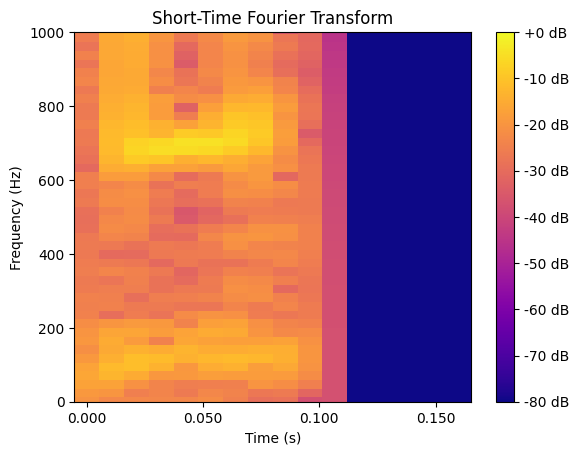 Short-Time Fourier Transform
Frequency (Hz)
1000
800
600
400
200
0
0.000
0.050
0.100
0.150
Time (s)
+0 dB
-10 dB
-20 dB
-30 dB
-40 dB
-50 dB
-60 dB
-70 dB
-80 dB